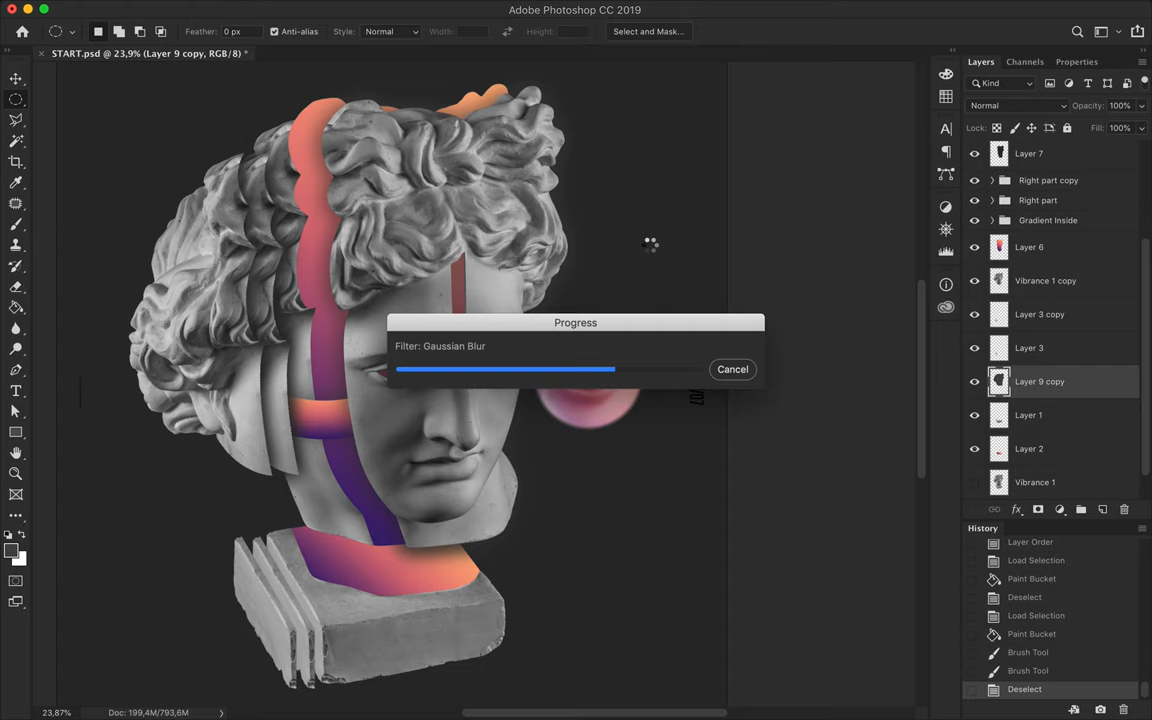 Adobe Photoshop CC 2019
Feather: 0 px Anti-alias Style: Normal Width: Height: Select and Mask...
START.psd @ 23,9% (Layer 9 copy, RGB/8) *
Layers Channels Properties
Kind
Normal Opacity: 100%
Lock: Fill: 100%
Layer 7
Right part copy
Right part
Gradient Inside
Layer 6
Vibrance 1 copy
Layer 3 copy
Layer 3
Layer 9 copy
Layer 1
Layer 2
Vibrance 1
fx
History
Layer Order
Load Selection
Paint Bucket
Deselect
Load Selection
Paint Bucket
Brush Tool
Brush Tool
Deselect
Progress
Filter: Gaussian Blur
Cancel
23,87% Doc: 199,4M/793,6M